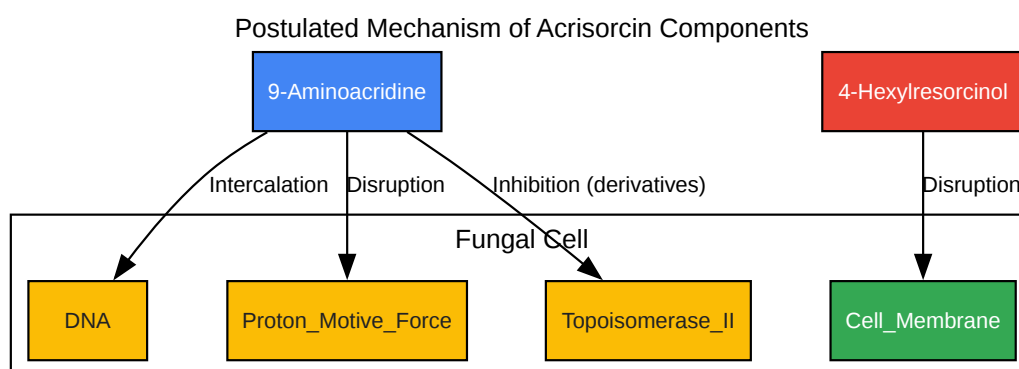 Postulated Mechanism of Acrisorcin Components
9-Aminoacridine
4-Hexylresorcinol
Intercalation
Disruption
Inhibition (derivatives)
Disruption
Fungal Cell
DNA
Proton_Motive_Force
Topoisomerase_II
Cell_Membrane